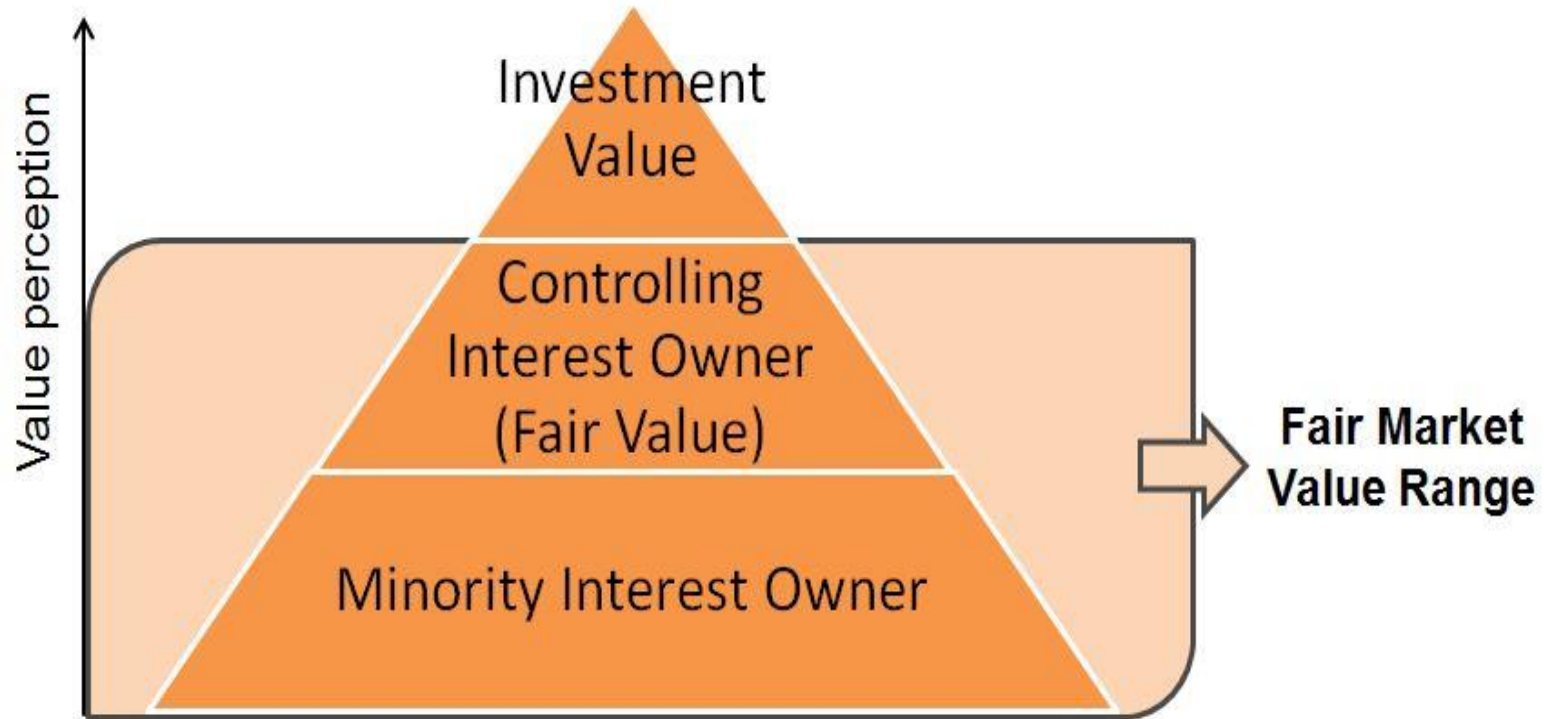 Value perception
Investment
Value
Controlling
Interest Owner
(Fair Value)
Minority Interest Owner
Fair Market
Value Range